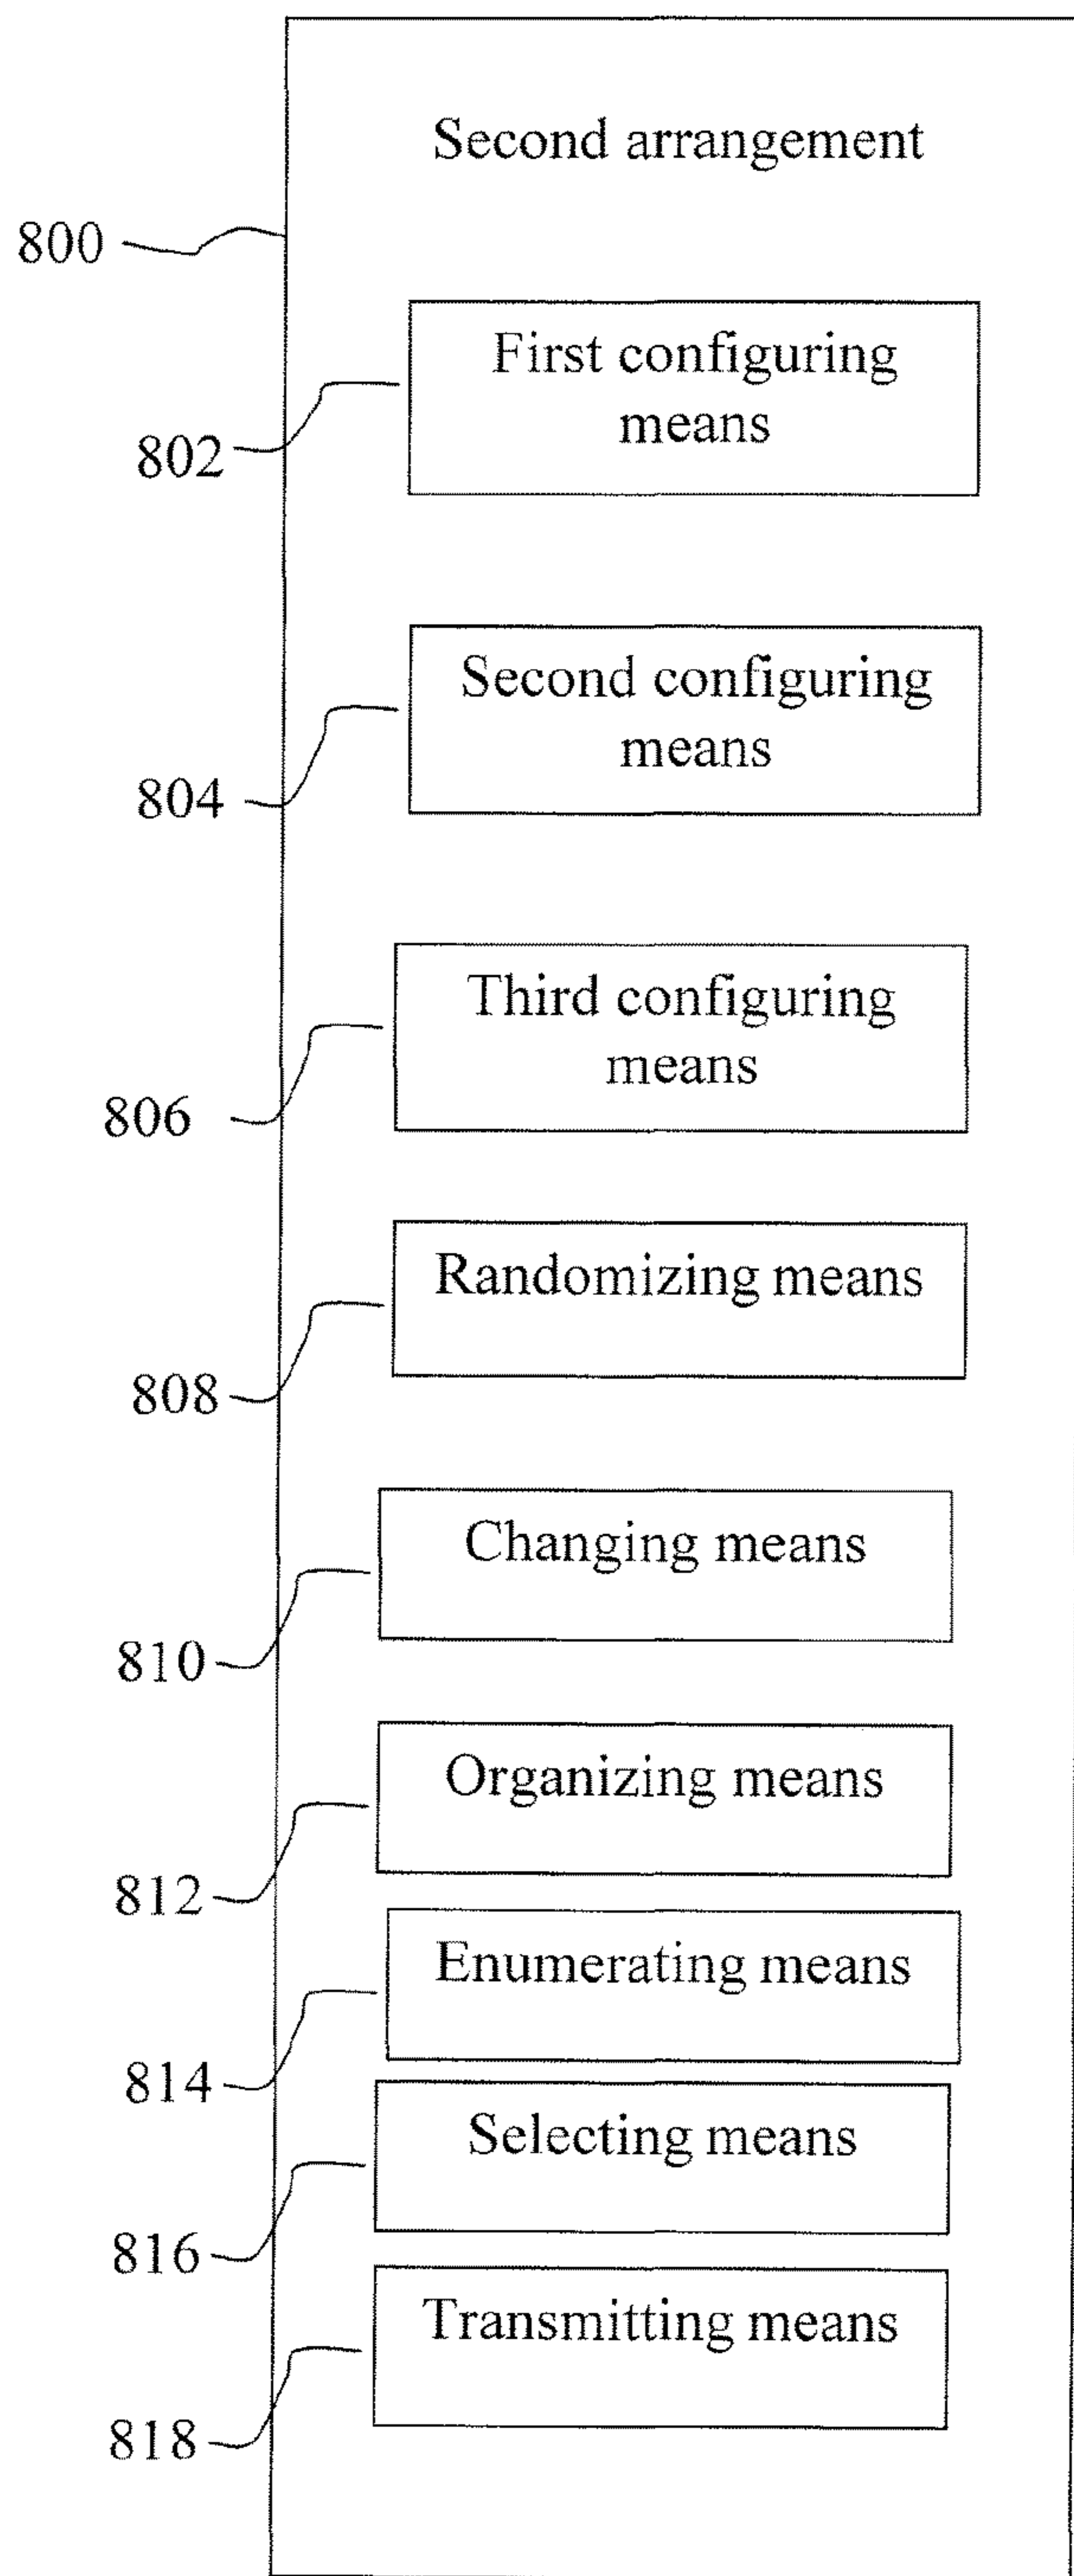 Second arrangement
800
First configuring
means
802
Second configuring
means
804
Third configuring
means
806
Randomizing means
808
Changing means
810
Organizing means
812
Enumerating means
814
Selecting means
816
Transmitting means
818